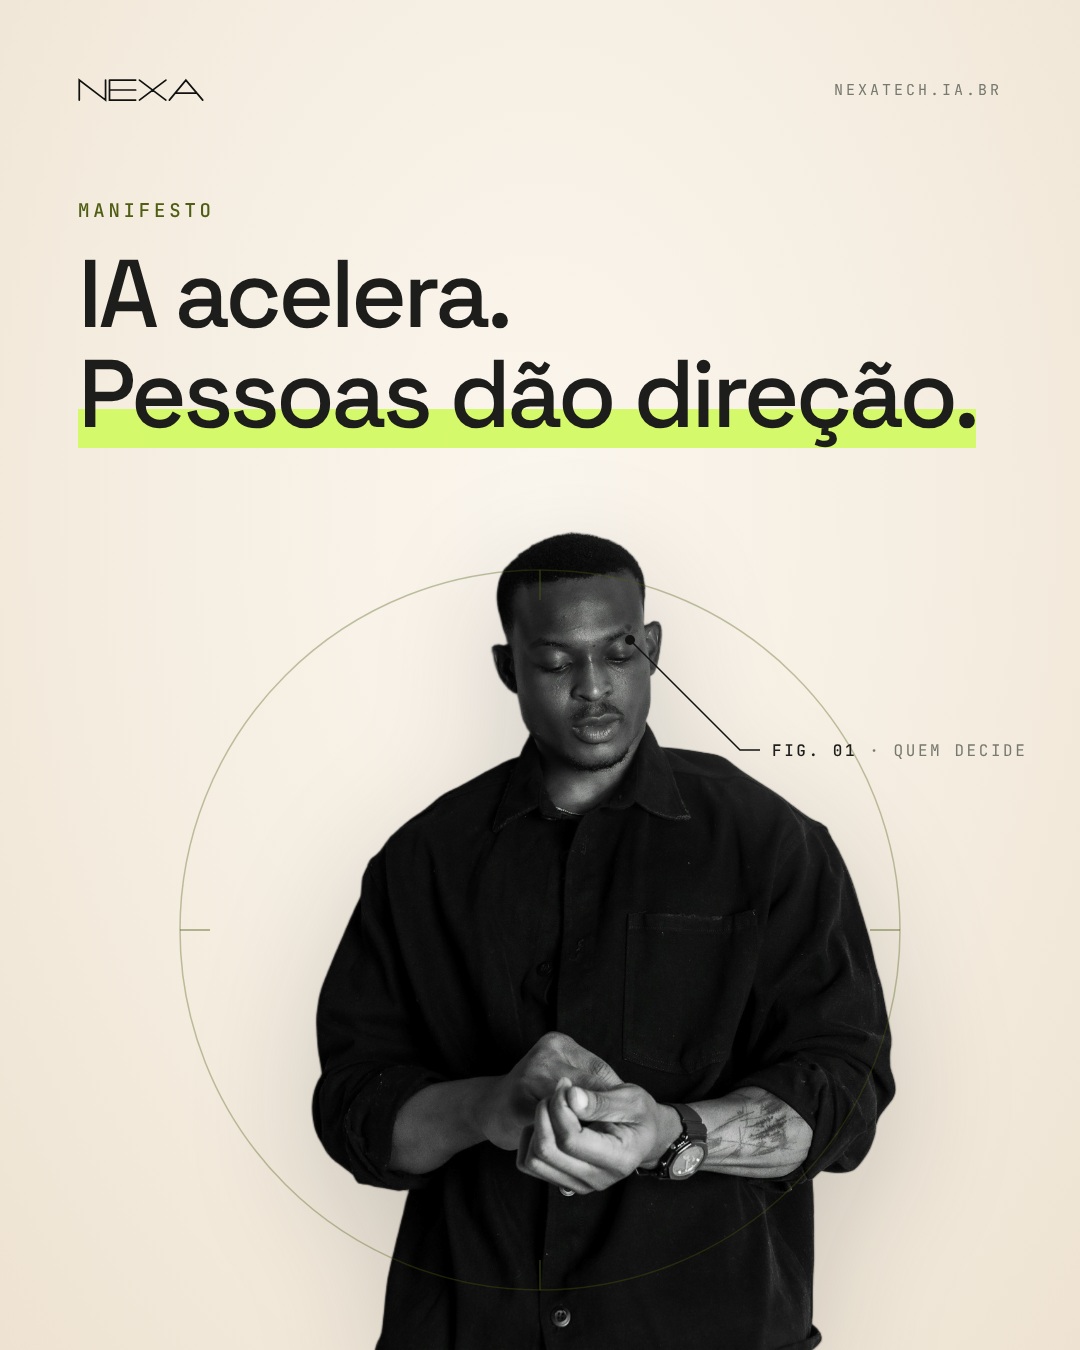 NEXA
NEXATECH.IA.BR
MANIFESTO
IA acelera.
Pessoas dão direção.
FIG. 01 · QUEM DECIDE